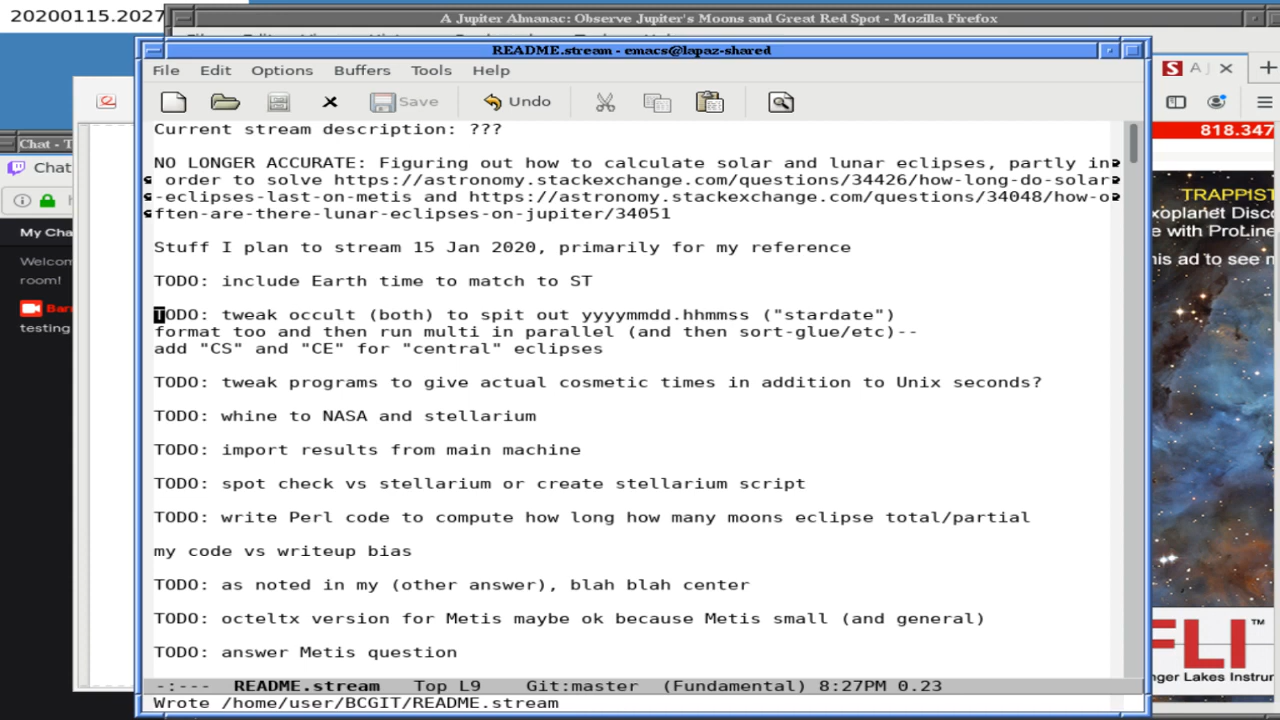 20200115.2027
A Jupiter Almanac: Observe Jupiter's Moons and Great Red Spot - Mozilla Firefox
README.stream - emacs@lapaz-shared
File Edit Options Buffers Tools Help
Save Undo
Current stream description: ???
NO LONGER ACCURATE: Figuring out how to calculate solar and lunar eclipses, partly in
order to solve https://astronomy.stackexchange.com/questions/34426/how-long-do-solar
-eclipses-last-on-metis and https://astronomy.stackexchange.com/questions/34048/how-o
ften-are-there-lunar-eclipses-on-jupiter/34051
Stuff I plan to stream 15 Jan 2020, primarily for my reference
TODO: include Earth time to match to ST
TODO: tweak occult (both) to spit out yyyymmdd.hhmmss ("stardate")
format too and then run multi in parallel (and then sort-glue/etc)--
add "CS" and "CE" for "central" eclipses
TODO: tweak programs to give actual cosmetic times in addition to Unix seconds?
TODO: whine to NASA and stellarium
TODO: import results from main machine
TODO: spot check vs stellarium or create stellarium script
TODO: write Perl code to compute how long how many moons eclipse total/partial
my code vs writeup bias
TODO: as noted in my (other answer), blah blah center
TODO: octeltx version for Metis maybe ok because Metis small (and general)
TODO: answer Metis question
-:--- README.stream Top L9 Git:master (Fundamental) 8:27PM 0.23
Wrote /home/user/BCGIT/README.stream
Chat - T
Chat
My Cha
Welcom
room!
Bar
testing
S A J
818.347
TRAPPIST
xoplanet Disco
e with ProLine
his ad to see m
FLI ™
nger Lakes Instrum